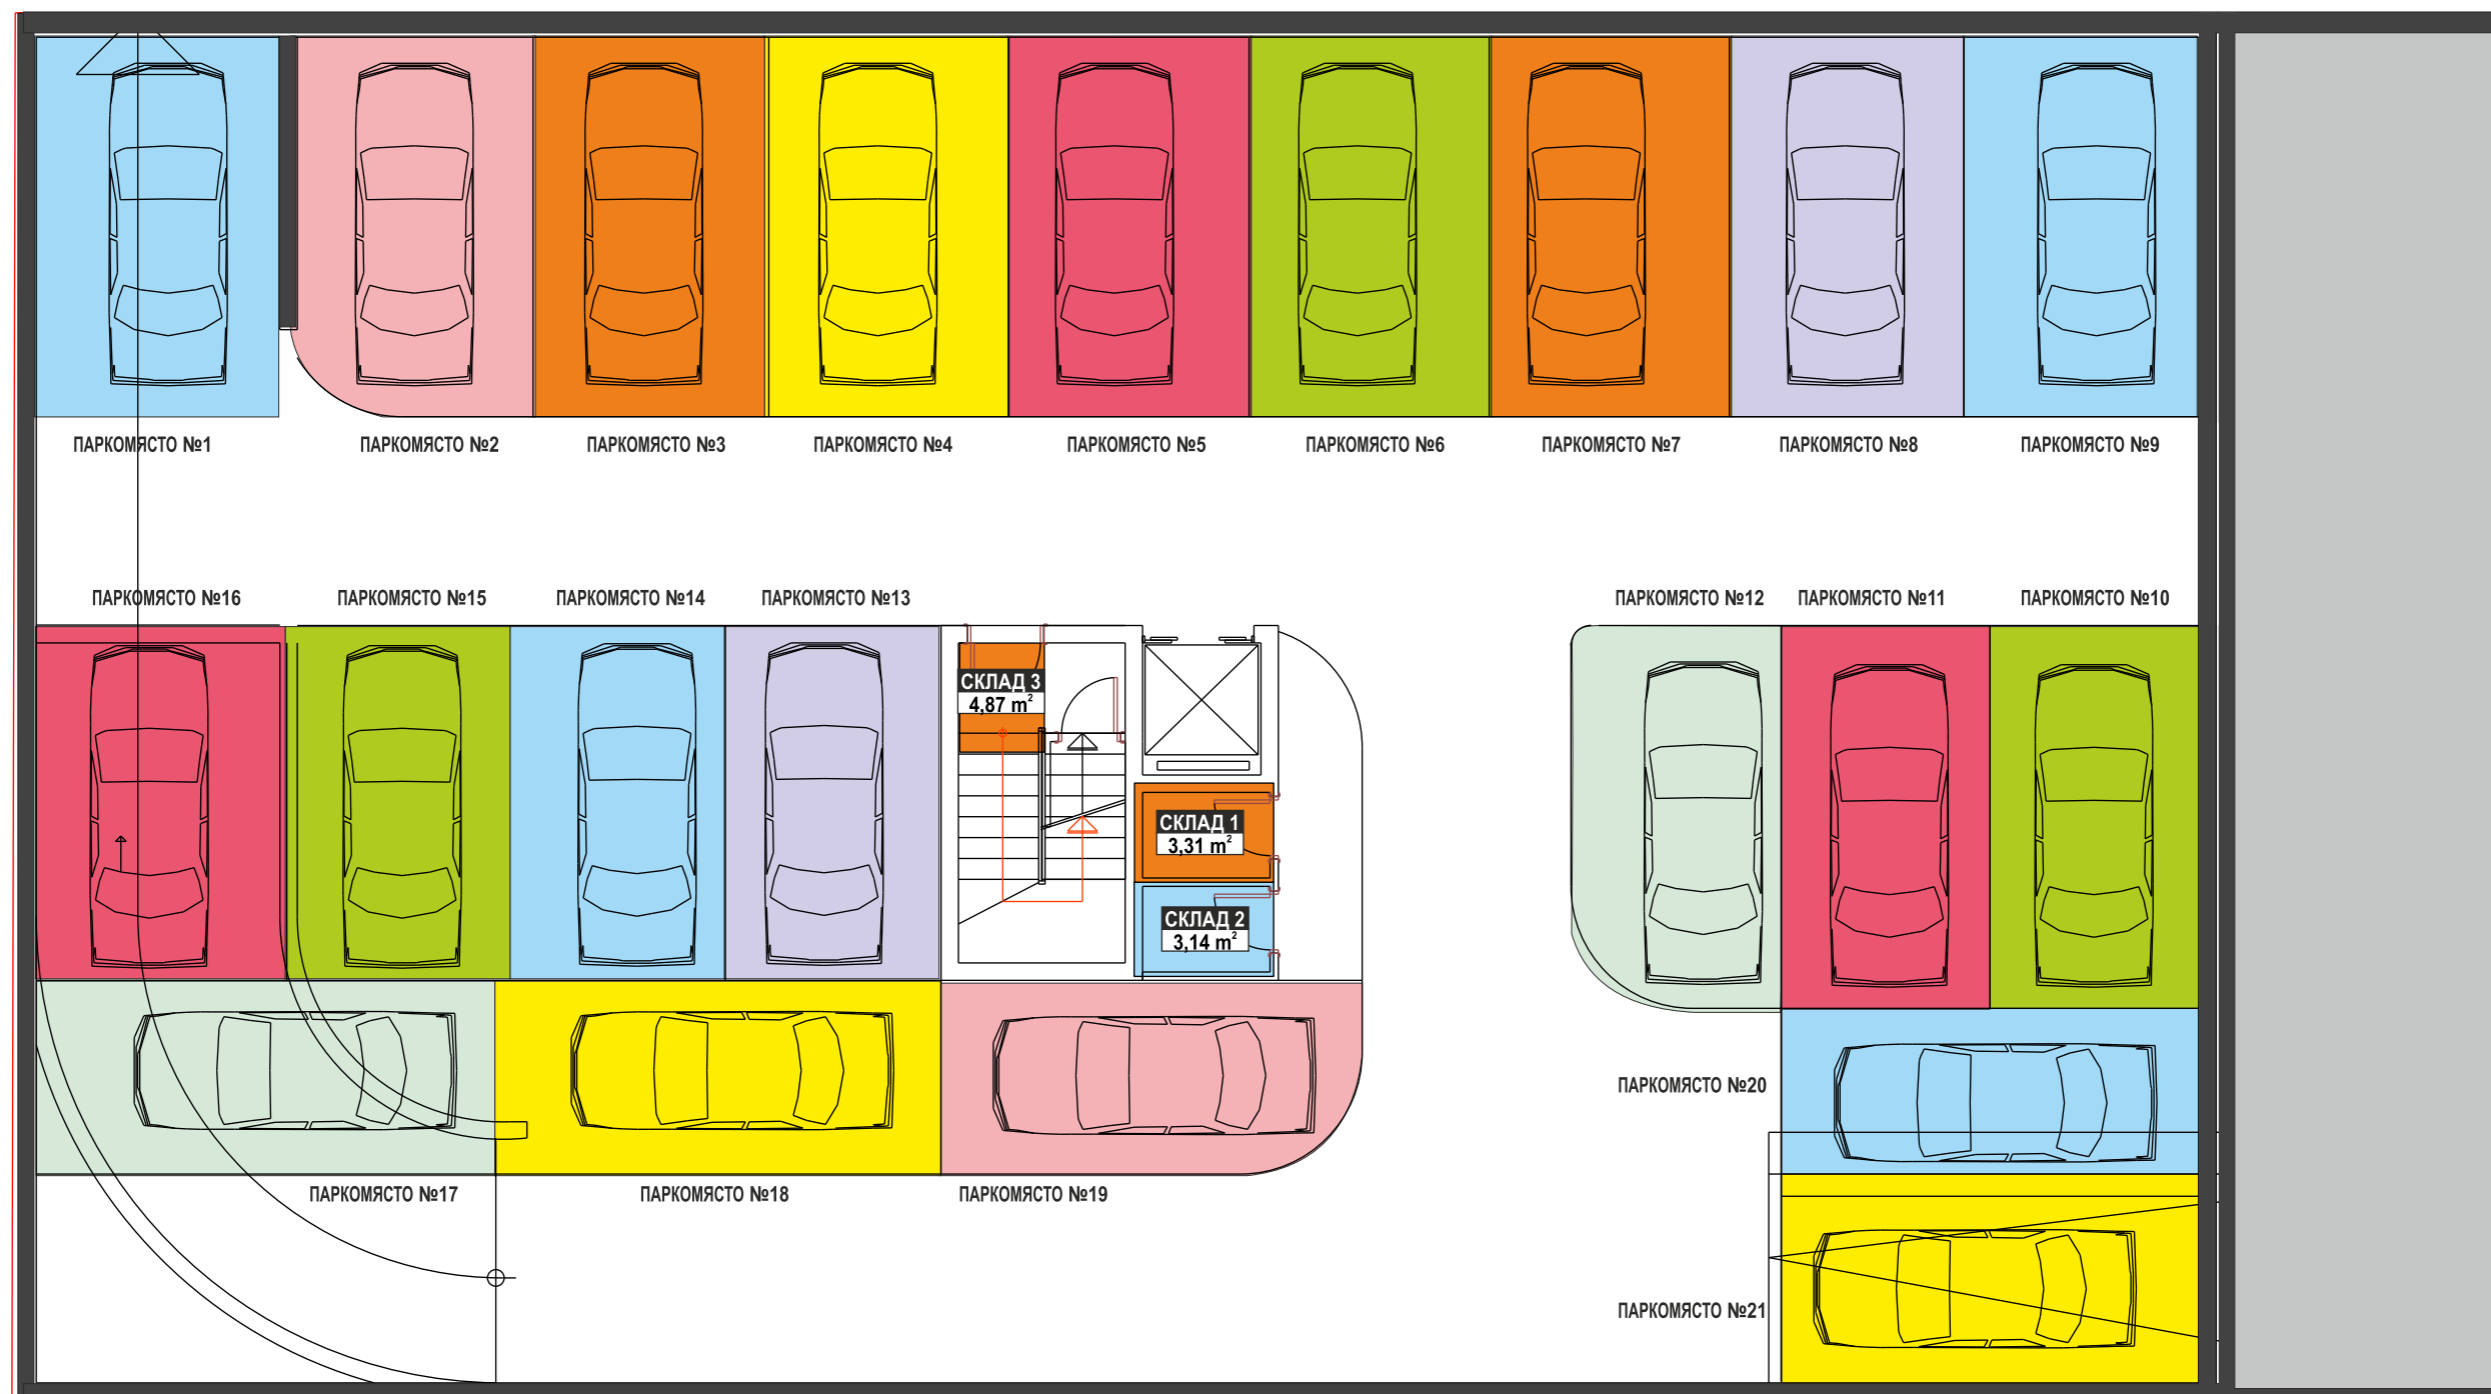 ПАРКОМЯСТО №1
ПАРКОМЯСТО №2
ПАРКОМЯСТО №3
ПАРКОМЯСТО №4
ПАРКОМЯСТО №5
ПАРКОМЯСТО №6
ПАРКОМЯСТО №7
ПАРКОМЯСТО №8
ПАРКОМЯСТО №9
ПАРКОМЯСТО №16
ПАРКОМЯСТО №15
ПАРКОМЯСТО №14
ПАРКОМЯСТО №13
ПАРКОМЯСТО №12
ПАРКОМЯСТО №11
ПАРКОМЯСТО №10
СКЛАД 3
4,87 m²
СКЛАД 1
3,31 m²
СКЛАД 2
3,14 m²
ПАРКОМЯСТО №20
ПАРКОМЯСТО №17
ПАРКОМЯСТО №18
ПАРКОМЯСТО №19
ПАРКОМЯСТО №21